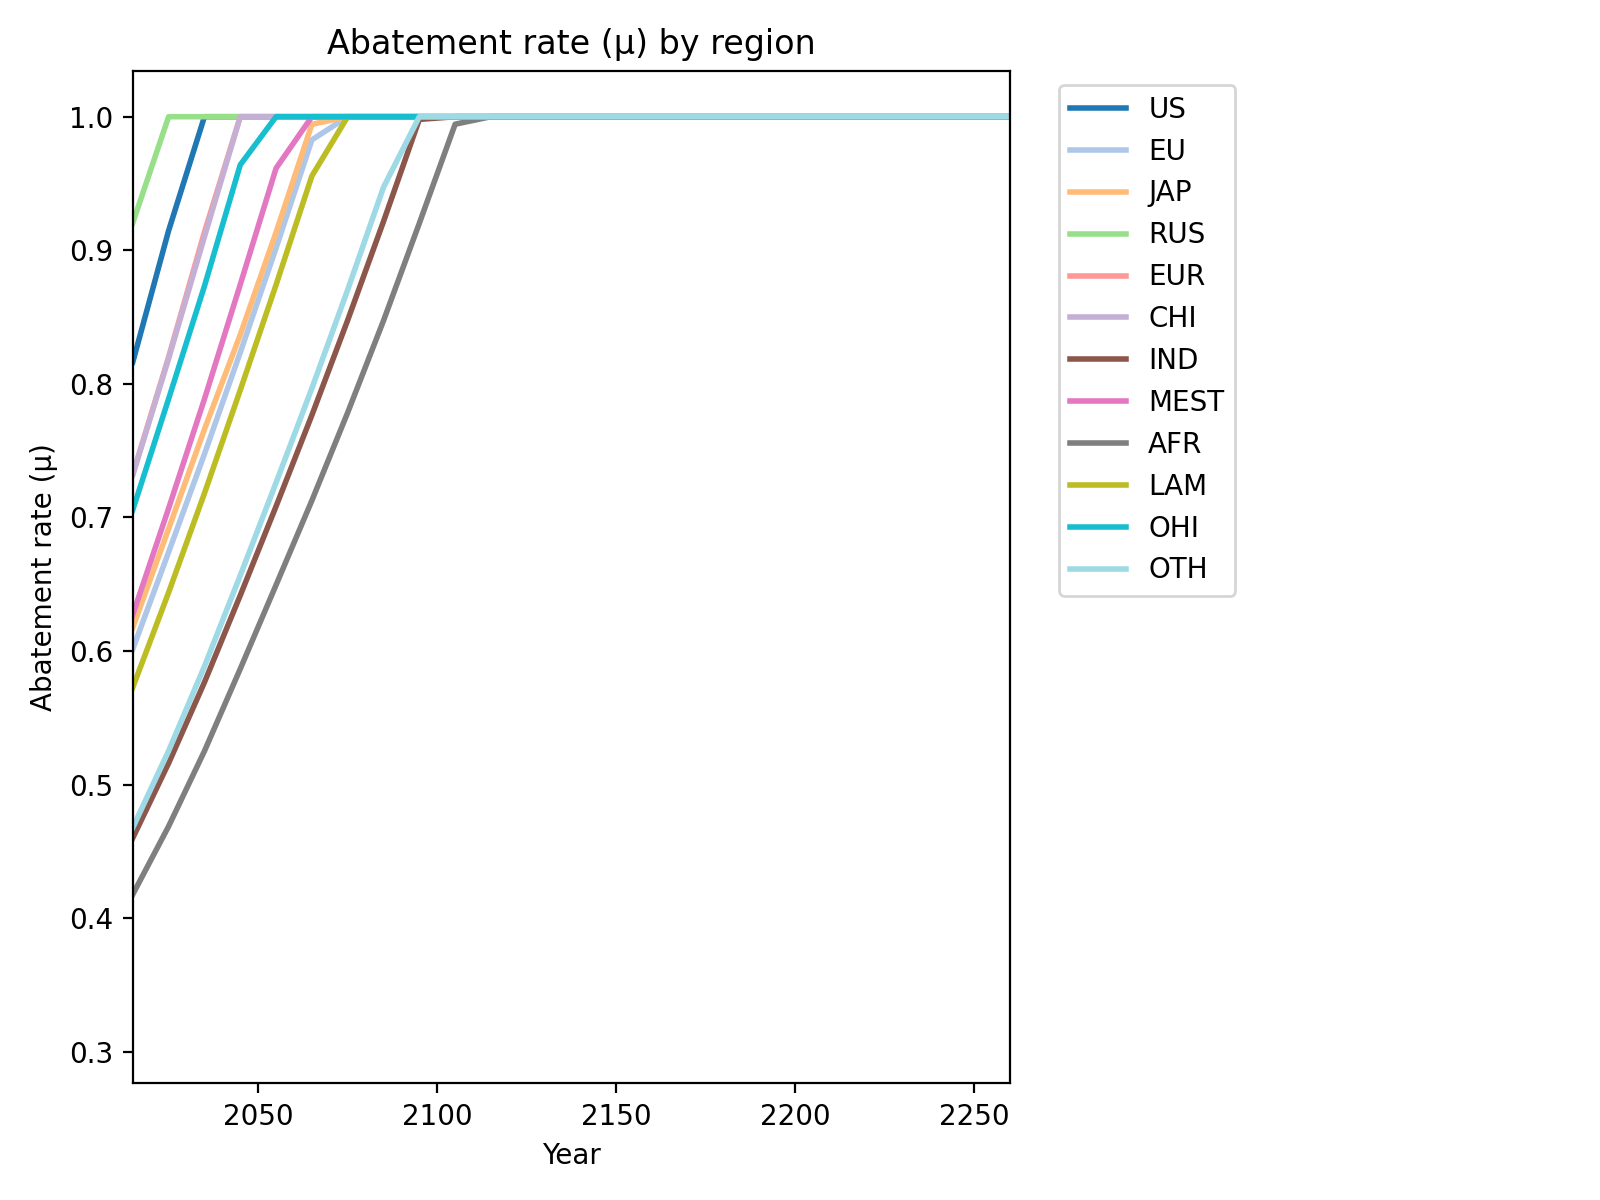 Abatement rate (μ) by region
Abatement rate (μ)
1.0
0.9
0.8
0.7
0.6
0.5
0.4
0.3
2050
2100
2150
2200
2250
Year
US
EU
JAP
RUS
EUR
CHI
IND
MEST
AFR
LAM
OHI
OTH